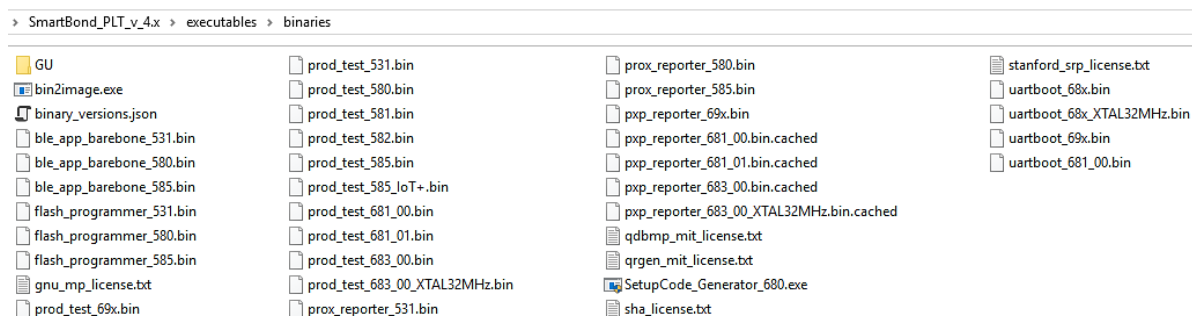 > SmartBond_PLT_v_4.x > executables > binaries
GU
bin2image.exe
binary_versions.json
ble_app_barebone_531.bin
ble_app_barebone_580.bin
ble_app_barebone_585.bin
flash_programmer_531.bin
flash_programmer_580.bin
flash_programmer_585.bin
gnu_mp_license.txt
prod_test_69x.bin
prod_test_531.bin
prod_test_580.bin
prod_test_581.bin
prod_test_582.bin
prod_test_585.bin
prod_test_585_IoT+.bin
prod_test_681_00.bin
prod_test_681_01.bin
prod_test_683_00.bin
prod_test_683_00_XTAL32MHz.bin
prox_reporter_531.bin
prox_reporter_580.bin
prox_reporter_585.bin
pxp_reporter_69x.bin
pxp_reporter_681_00.bin.cached
pxp_reporter_681_01.bin.cached
pxp_reporter_683_00.bin.cached
pxp_reporter_683_00_XTAL32MHz.bin.cached
qdbmp_mit_license.txt
qrgen_mit_license.txt
SetupCode_Generator_680.exe
sha_license.txt
stanford_srp_license.txt
uartboot_68x.bin
uartboot_68x_XTAL32MHz.bin
uartboot_69x.bin
uartboot_681_00.bin